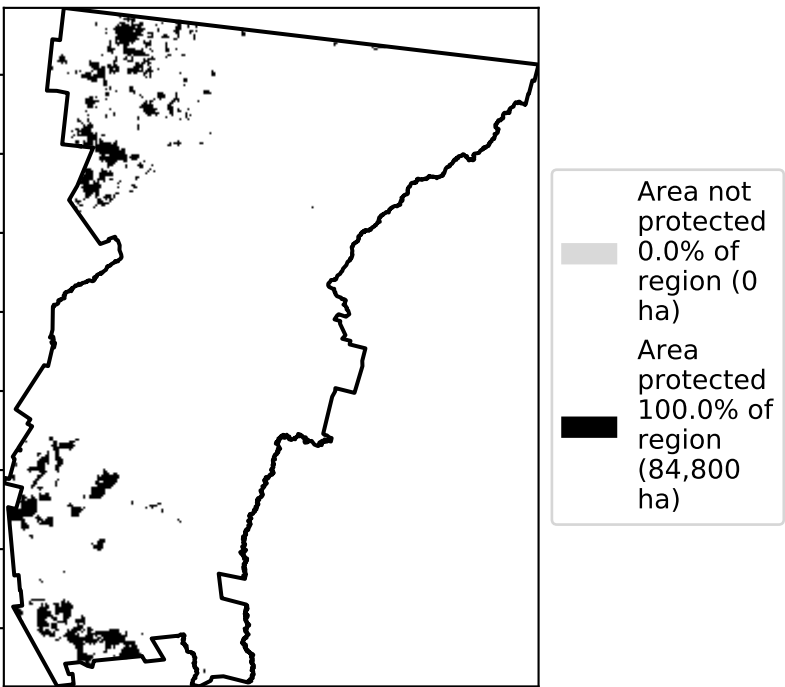 Area not
protected
0.0% of
region (0
ha)
Area
protected
100.0% of
region
(84,800
ha)